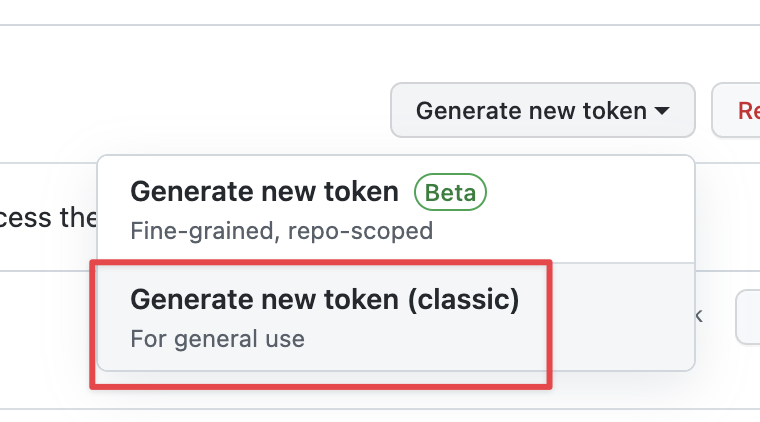 Generate new token
Re
Generate new token Beta
Fine-grained, repo-scoped
cess the
Generate new token (classic)
For general use